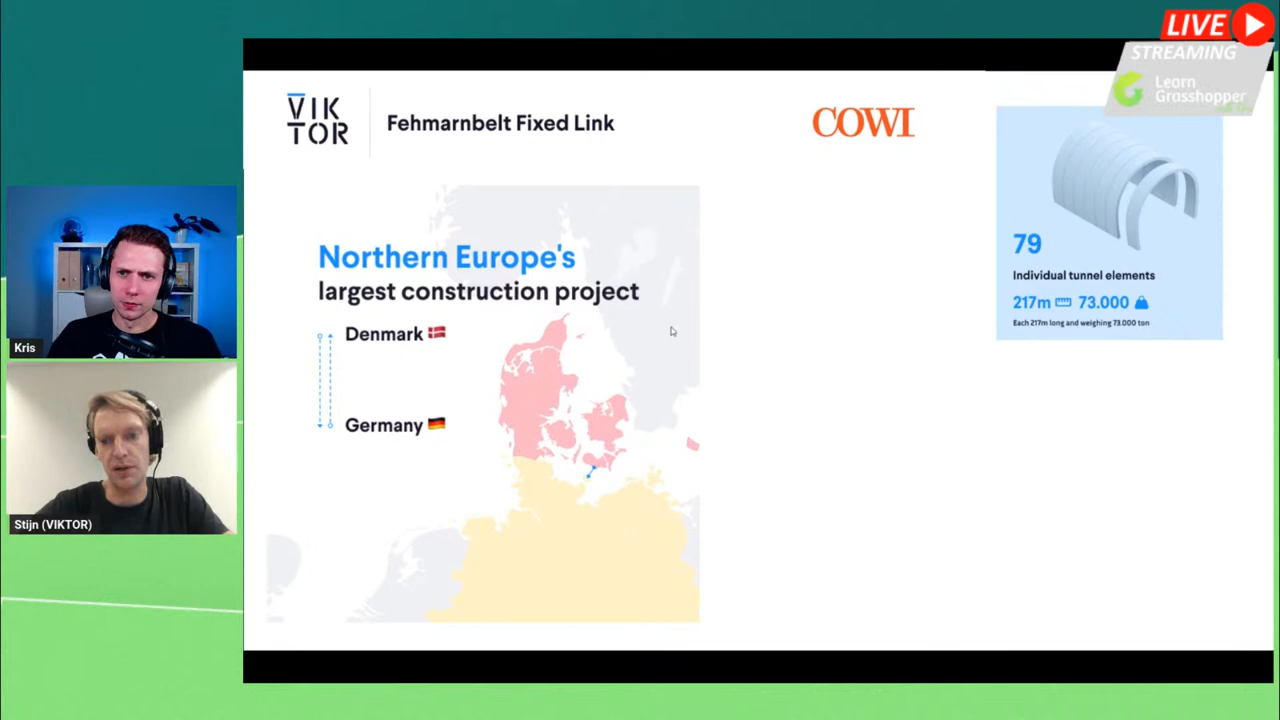 LIVE
STREAMING
Learn
Grasshopper
VIK
TOR
Fehmarnbelt Fixed Link
COWI
Northern Europe's
largest construction project
Denmark
Germany
79
Individual tunnel elements
217m 73.000
Each 217m long and weighing 73.000 ton
Kris
Stijn (VIKTOR)